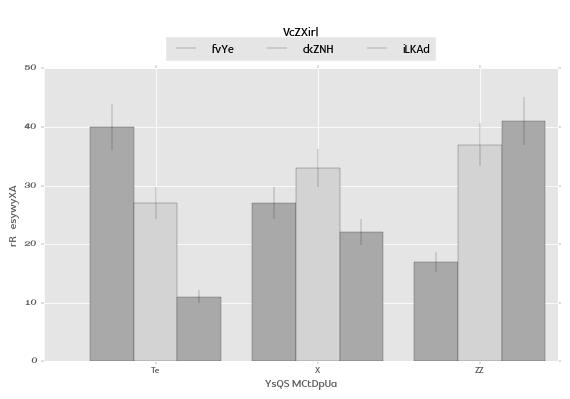 VcZXirl
fvYe ckZNH iLKAd
50
40
30
20
10
0
rR esywyXA
Te X ZZ
YsQS MCtDpUa